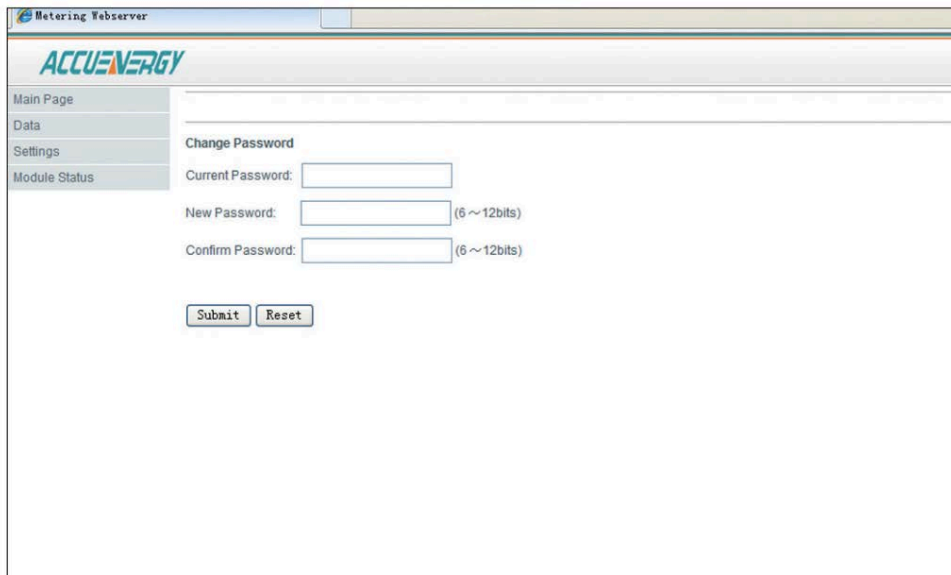 Metering Webserver
ACCUENERGY
Main Page
Data
Settings
Module Status
Change Password
Current Password:
New Password: (6～12bits)
Confirm Password: (6～12bits)
Submit Reset